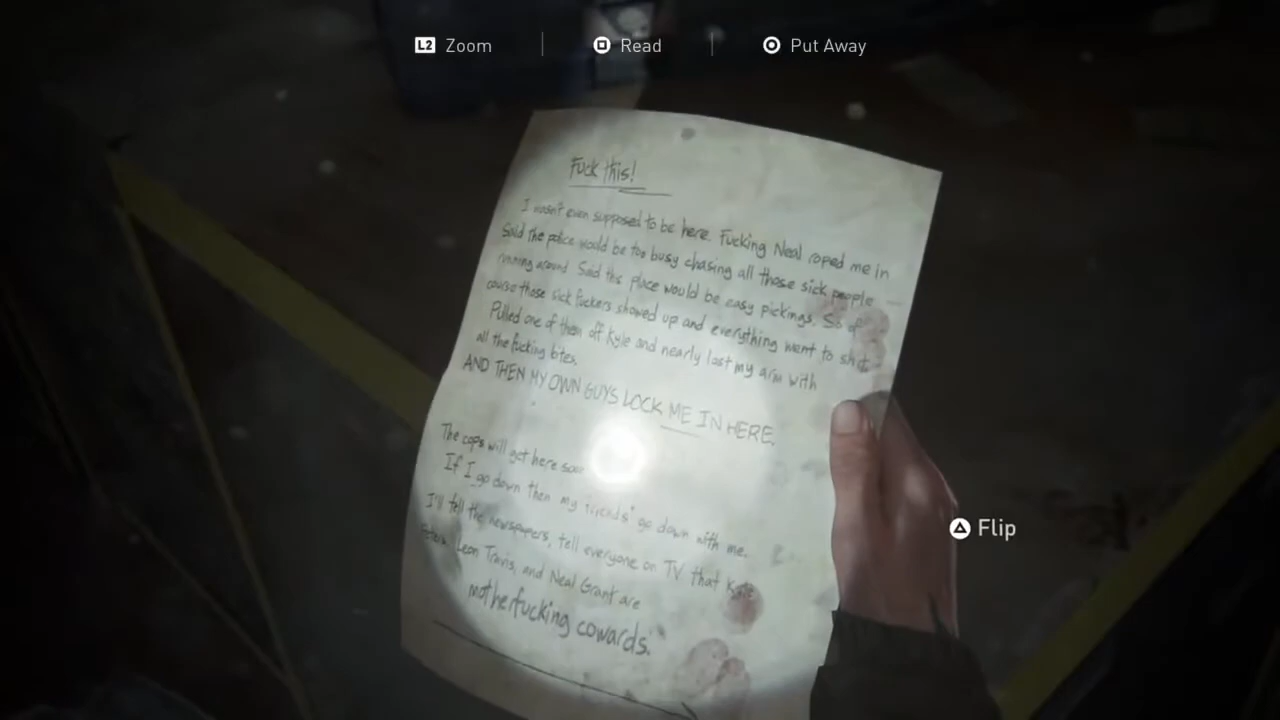 L2 Zoom
Read
Put Away
Fuck this!
I wasn't even supposed to be here. Fucking Neal roped me in
Said the police would be too busy chasing all those sick people
running around. Said this place would be easy pickings. So of
course those sick fuckers showed up and everything went to shit
Pulled one of them off Kyle and nearly lost my arm with
all the fucking bites.
AND THEN MY OWN GUYS LOCK ME IN HERE.
The cops will get here soon
If I go down then my "friends" go down with me.
I'll tell the newspapers, tell everyone on TV that Kyle
Leon Travis, and Neal Grant are
motherfucking cowards.
Flip